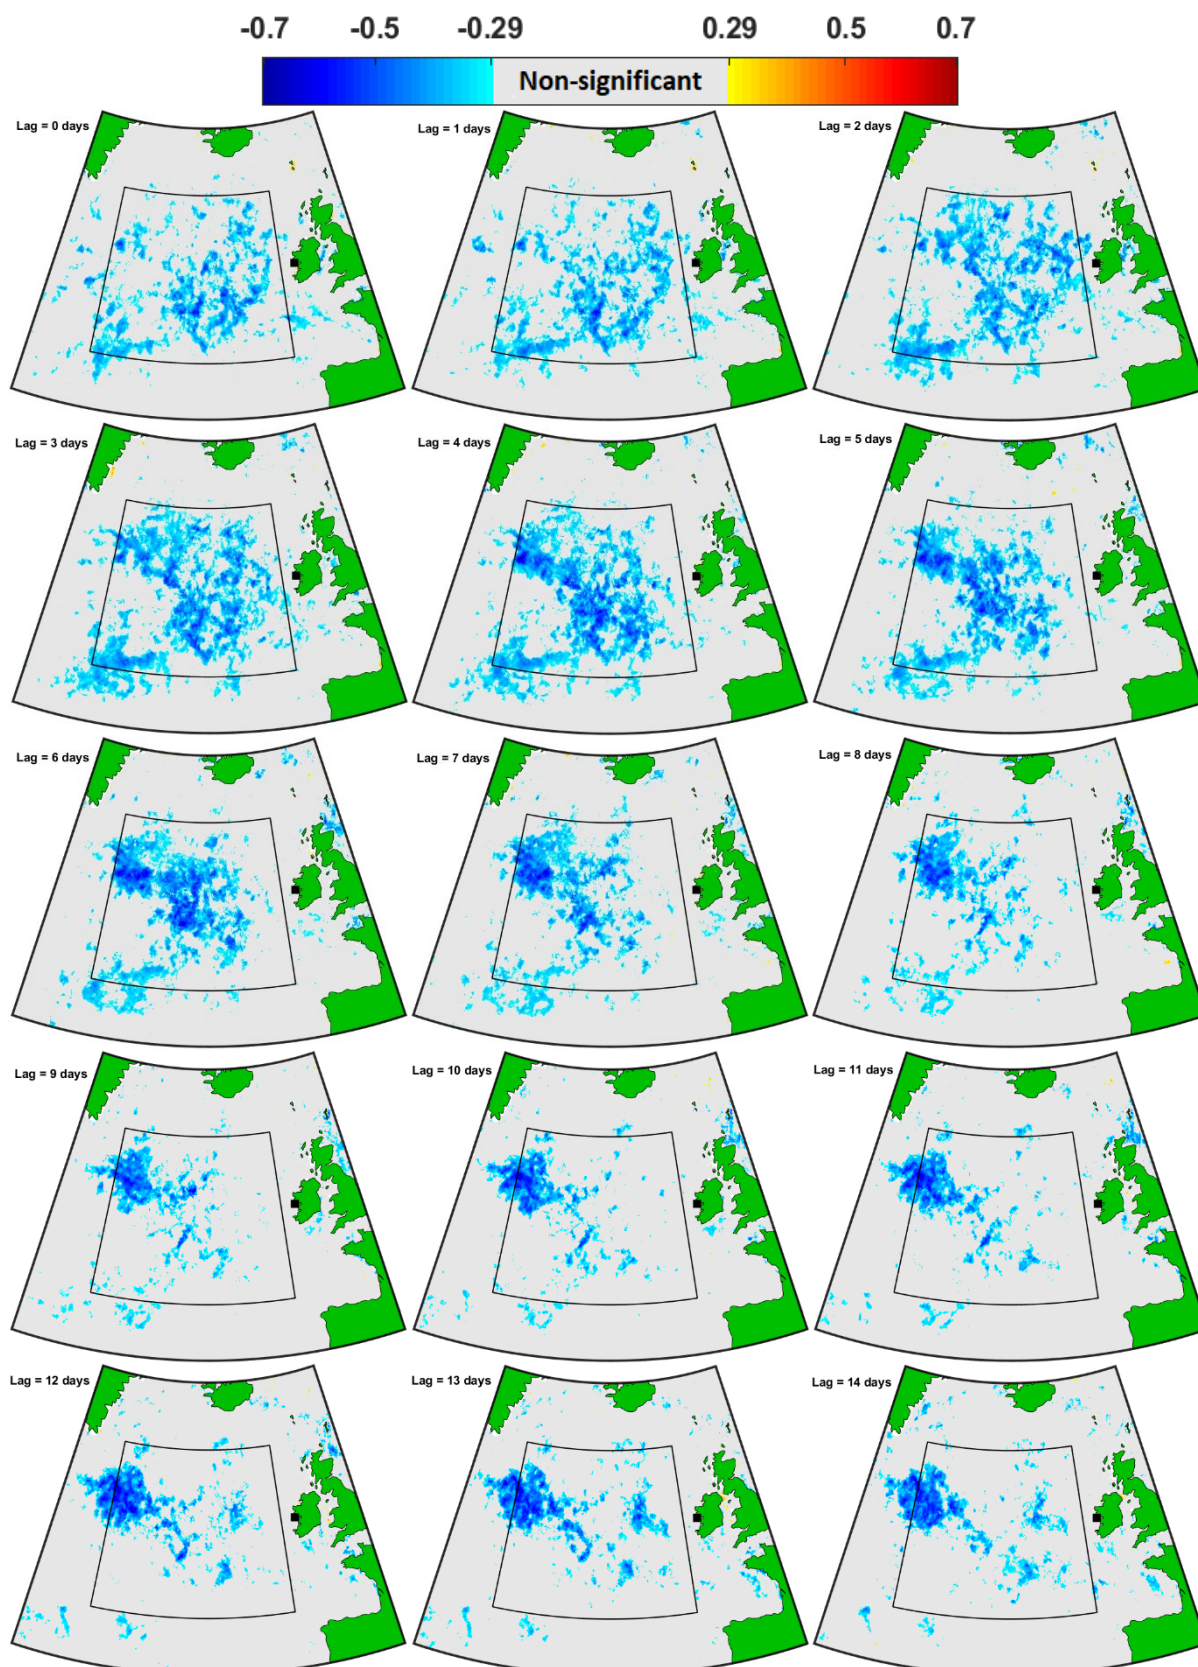 -0.7 -0.5 -0.29 0.29 0.5 0.7
Non-significant
Lag = 0 days
Lag = 1 days
Lag = 2 days
Lag = 3 days
Lag = 4 days
Lag = 5 days
Lag = 6 days
Lag = 7 days
Lag = 8 days
Lag = 9 days
Lag = 10 days
Lag = 11 days
Lag = 12 days
Lag = 13 days
Lag = 14 days